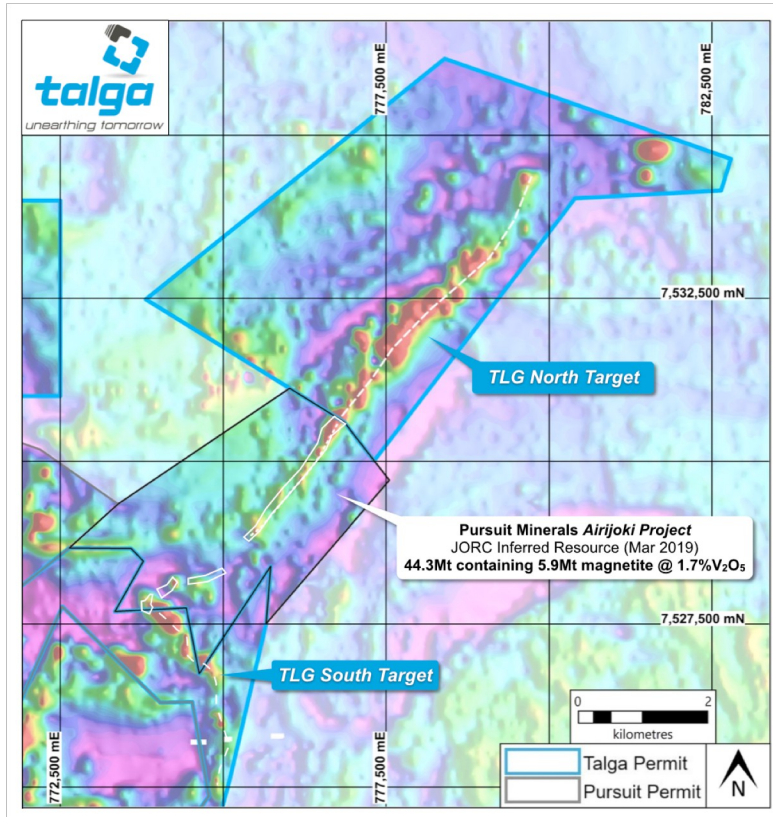 talga
unearthing tomorrow
777,500 mE
782,500 mE
7,532,500 mN
TLG North Target
Pursuit Minerals Airijoki Project
JORC Inferred Resource (Mar 2019)
44.3Mt containing 5.9Mt magnetite @ 1.7%V₂O₅
7,527,500 mN
TLG South Target
0 2
kilometres
772,500 mE
777,500 mE
Talga Permit
Pursuit Permit
N